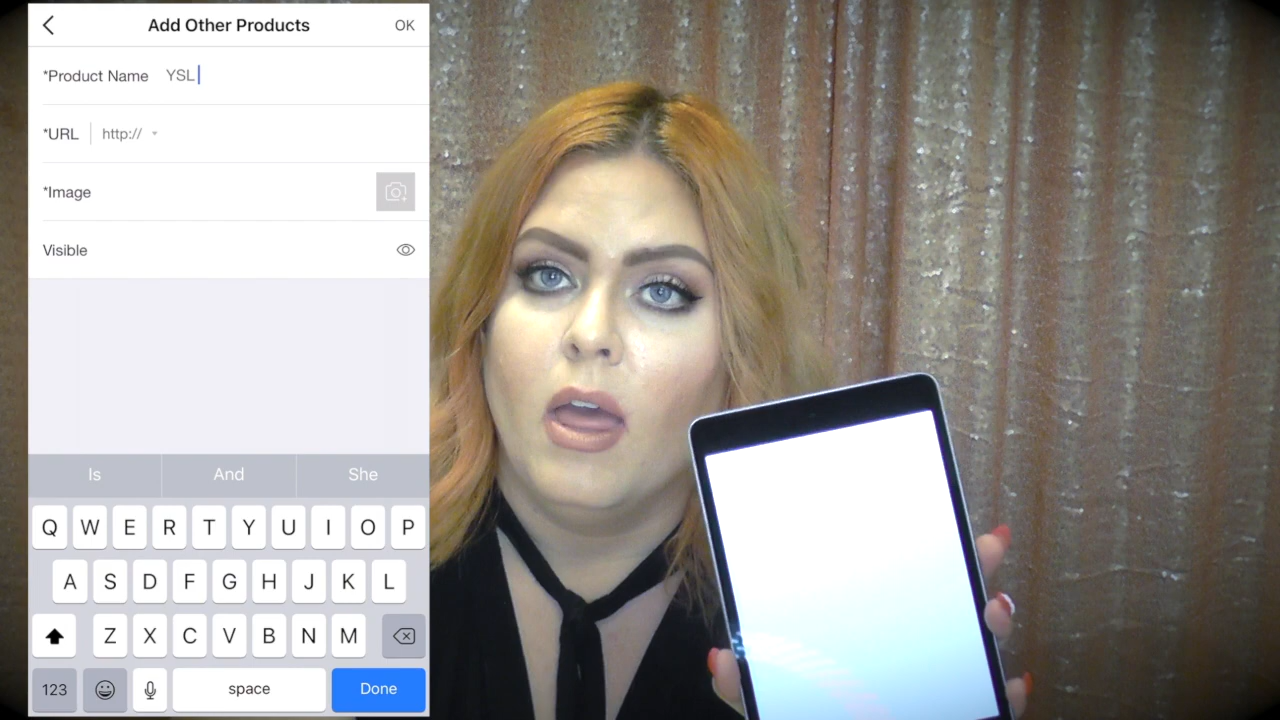 Add Other Products OK
*Product Name YSL
*URL http://
*Image
Visible
Is And She
Q W E R T Y U I O P
A S D F G H J K L
Z X C V B N M
123 space Done